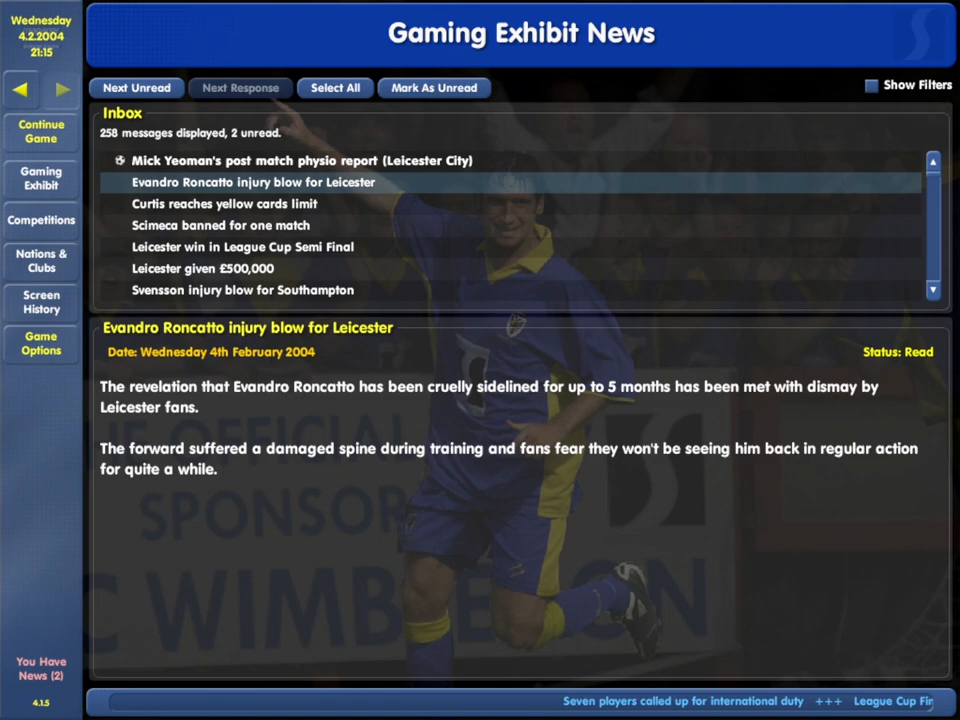 Wednesday
4.2.2004
21:15
Gaming Exhibit News
Next Unread
Next Response
Select All
Mark As Unread
Show Filters
Continue
Game
Gaming
Exhibit
Competitions
Nations &
Clubs
Screen
History
Game
Options
Inbox
258 messages displayed, 2 unread.
Mick Yeoman's post match physio report (Leicester City)
Evandro Roncatto injury blow for Leicester
Curtis reaches yellow cards limit
Scimeca banned for one match
Leicester win in League Cup Semi Final
Leicester given £500,000
Svensson injury blow for Southampton
Evandro Roncatto injury blow for Leicester
Date: Wednesday 4th February 2004
Status: Read
The revelation that Evandro Roncatto has been cruelly sidelined for up to 5 months has been met with dismay by
Leicester fans.
The forward suffered a damaged spine during training and fans fear they won't be seeing him back in regular action
for quite a while.
OFFICIAL
SPONSOR
C WIMBLEDON
You Have
News (2)
4.1.5
Seven players called up for international duty +++ League Cup Fin